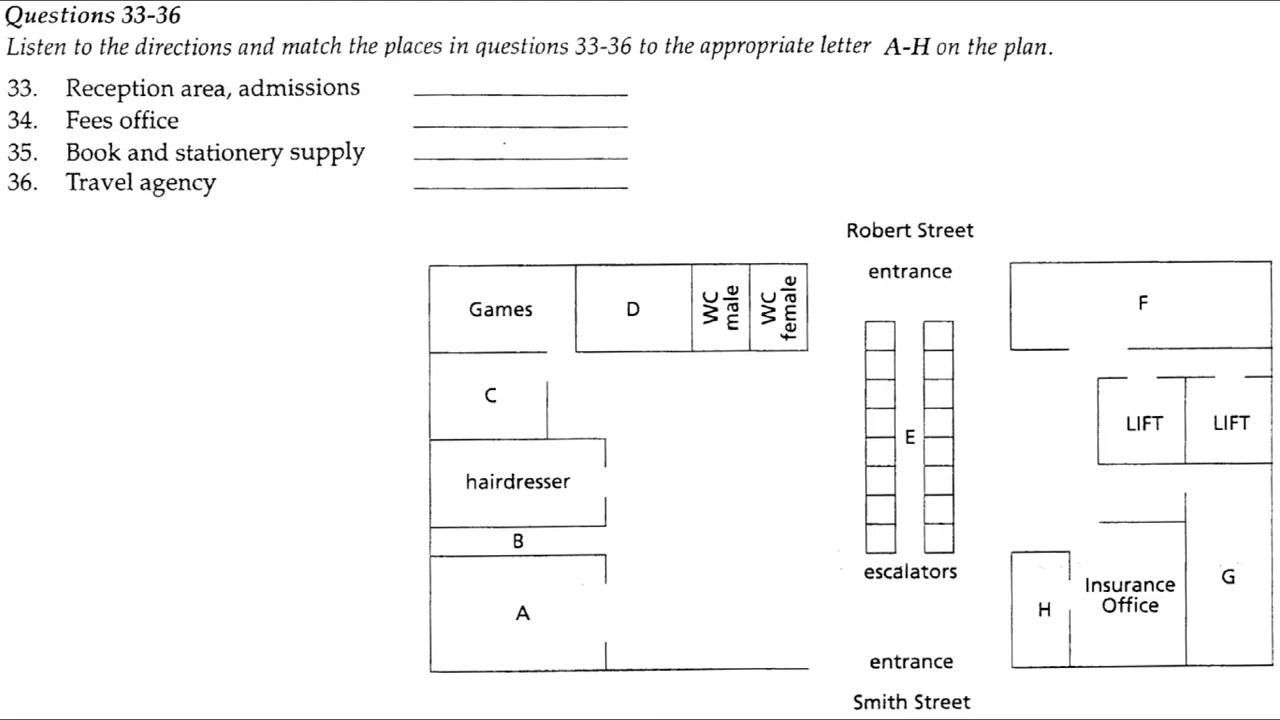 Questions 33-36
Listen to the directions and match the places in questions 33-36 to the appropriate letter A-H on the plan.
33. Reception area, admissions
34. Fees office
35. Book and stationery supply
36. Travel agency
Robert Street
entrance
Games
D
WC male
WC female
F
C
LIFT
LIFT
E
hairdresser
B
escalators
A
H
Insurance
Office
G
entrance
Smith Street